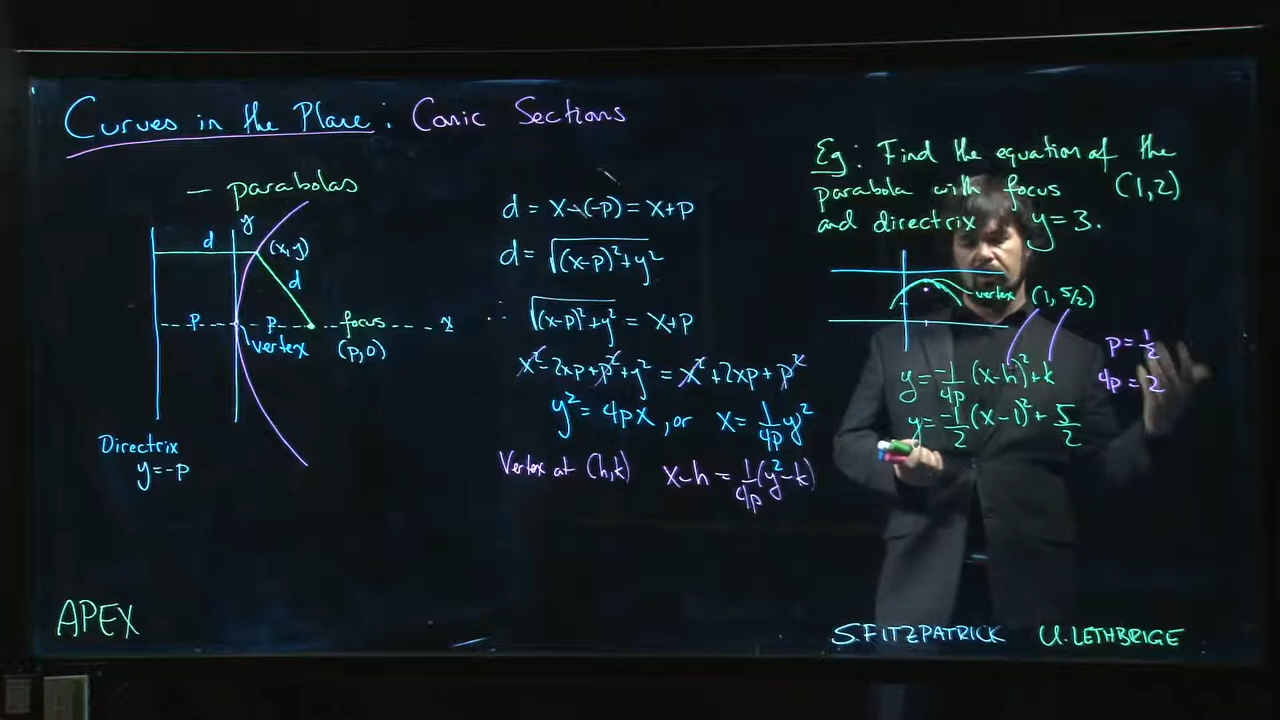 Curves in the Plane: Conic Sections
— parabolas
y
d
(x,y)
d
P
P
focus
x
vertex
(p,0)
Directrix
y=-p
d = x-(-p) = x+p
d = √((x-p)²+y²)
∴ √((x-p)²+y²) = x+p
x²-2xp+p²+y² = x²+2xp+p²
y² = 4px, or x = 1/4p y²
Vertex at (h,k) x-h = 1/4p (y²-k)
Eg: Find the equation of the
parabola with focus (1,2)
and directrix y=3.
vertex (1, 5/2)
p = 1/2
4p = 2
y = -1/4p (x-h)²+k
y = -1/2 (x-1)² + 5/2
APEX
S.FITZPATRICK U.LETHBRIGE